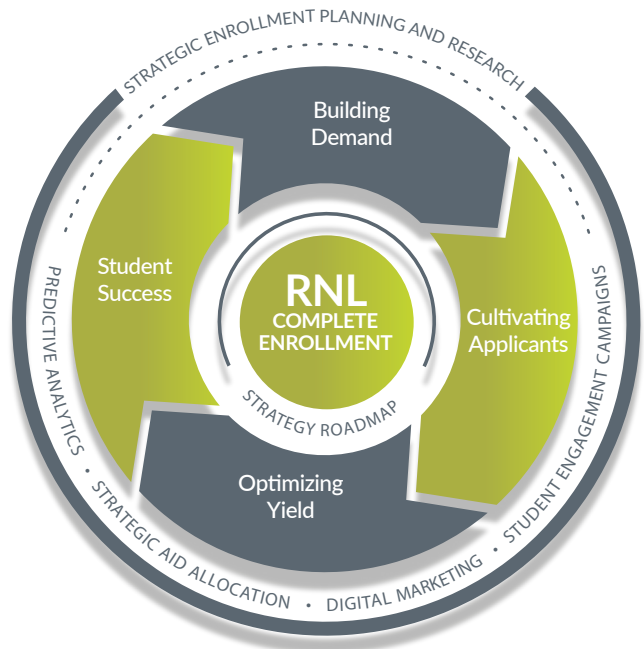 STRATEGIC ENROLLMENT PLANNING AND RESEARCH
Building
Demand
Student
Success
RNL
COMPLETE
ENROLLMENT
Cultivating
Applicants
STRATEGY ROADMAP
Optimizing
Yield
PREDICTIVE ANALYTICS • STRATEGIC AID ALLOCATION • DIGITAL MARKETING • STUDENT ENGAGEMENT CAMPAIGNS